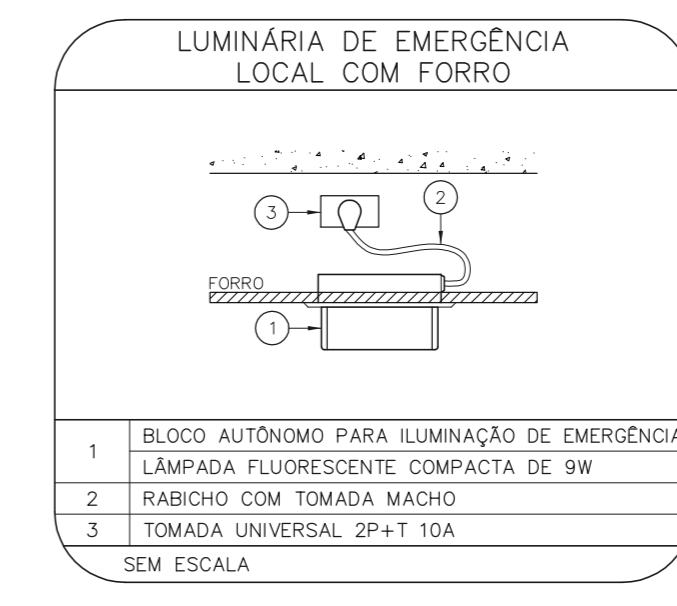 LUMINÁRIA DE EMERGÊNCIA
LOCAL COM FORRO
3
2
FORRO
1
1 BLOCO AUTÔNOMO PARA ILUMINAÇÃO DE EMERGÊNCIA
LÂMPADA FLUORESCENTE COMPACTA DE 9W
2 RABICHO COM TOMADA MACHO
3 TOMADA UNIVERSAL 2P+T 10A
SEM ESCALA